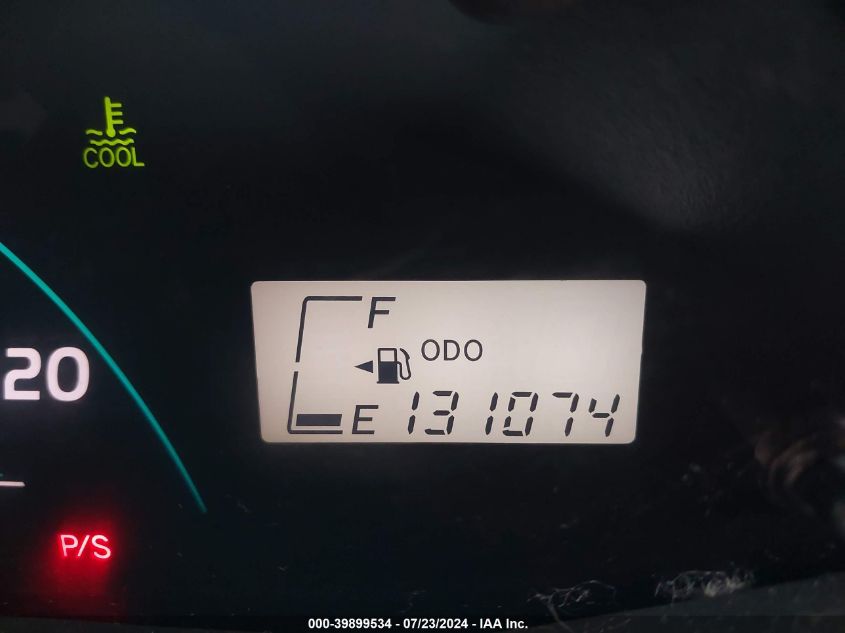 COOL
F
ODO
20
E 131074
P/S
000-39899534 - 07/23/2024 - IAA Inc.